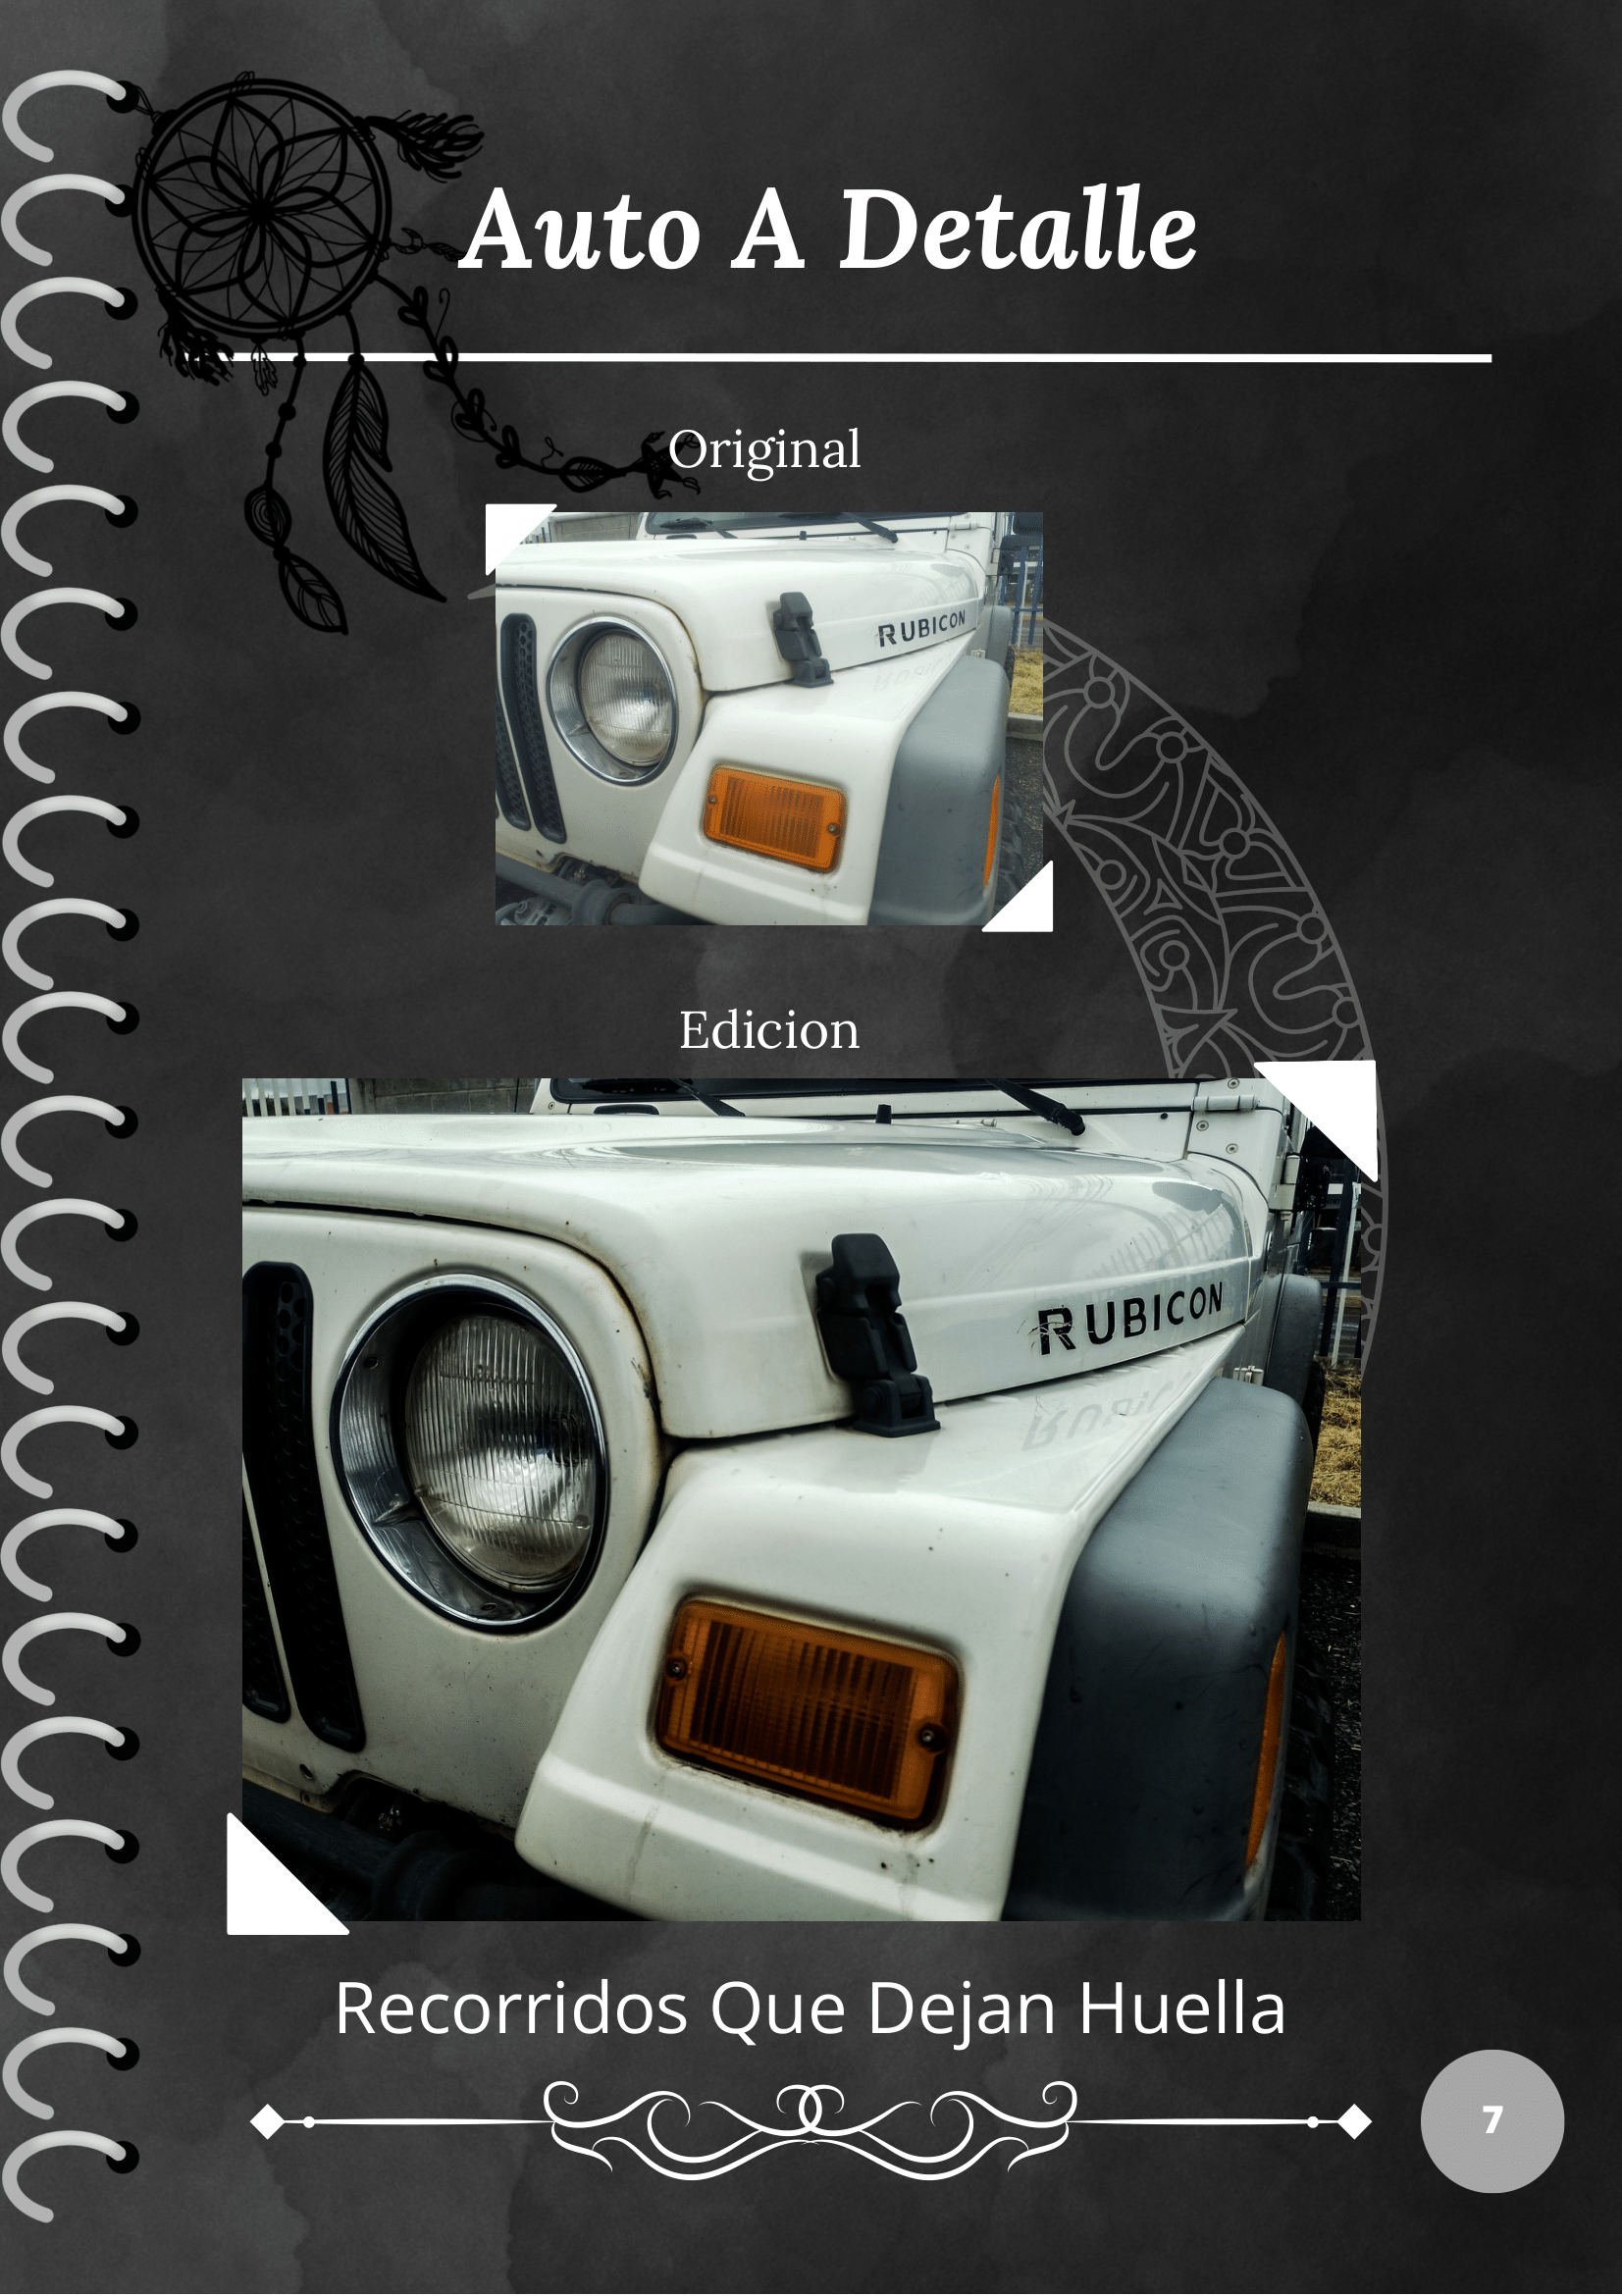 Auto A Detalle
Original
RUBICON
Edicion
RUBICON
Recorridos Que Dejan Huella
7